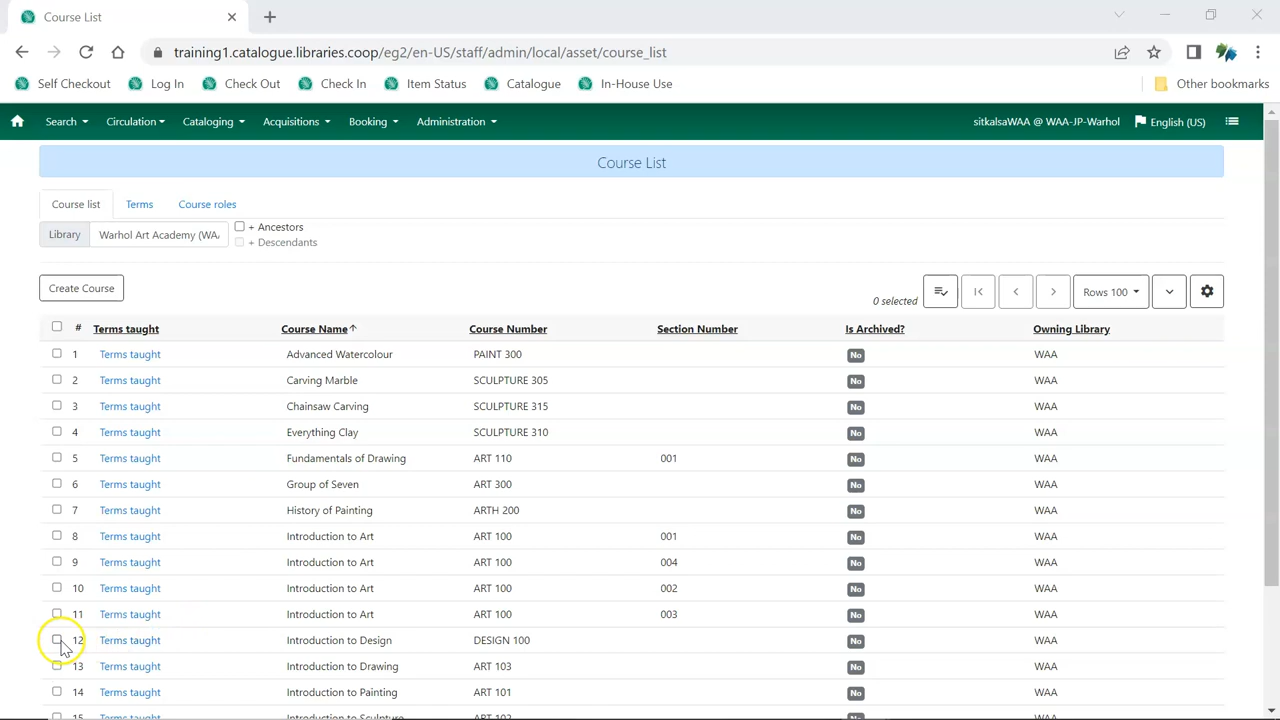 Course List
training1.catalogue.libraries.coop/eg2/en-US/staff/admin/local/asset/course_list
Self Checkout Log In Check Out Check In Item Status Catalogue In-House Use Other bookmarks
Search Circulation Cataloging Acquisitions Booking Administration sitkalsaWAA @ WAA-JP-Warhol English (US)
Course List
Course list Terms Course roles
Library Warhol Art Academy (WA + Ancestors
+ Descendants
Create Course 0 selected Rows 100
# Terms taught Course Name Course Number Section Number Is Archived? Owning Library
1 Terms taught Advanced Watercolour PAINT 300 No WAA
2 Terms taught Carving Marble SCULPTURE 305 No WAA
3 Terms taught Chainsaw Carving SCULPTURE 315 No WAA
4 Terms taught Everything Clay SCULPTURE 310 No WAA
5 Terms taught Fundamentals of Drawing ART 110 001 No WAA
6 Terms taught Group of Seven ART 300 No WAA
7 Terms taught History of Painting ARTH 200 No WAA
8 Terms taught Introduction to Art ART 100 001 No WAA
9 Terms taught Introduction to Art ART 100 004 No WAA
10 Terms taught Introduction to Art ART 100 002 No WAA
11 Terms taught Introduction to Art ART 100 003 No WAA
12 Terms taught Introduction to Design DESIGN 100 No WAA
13 Terms taught Introduction to Drawing ART 103 No WAA
14 Terms taught Introduction to Painting ART 101 No WAA
15 Terms taught Introduction to Sculpture ART 102 No WAA